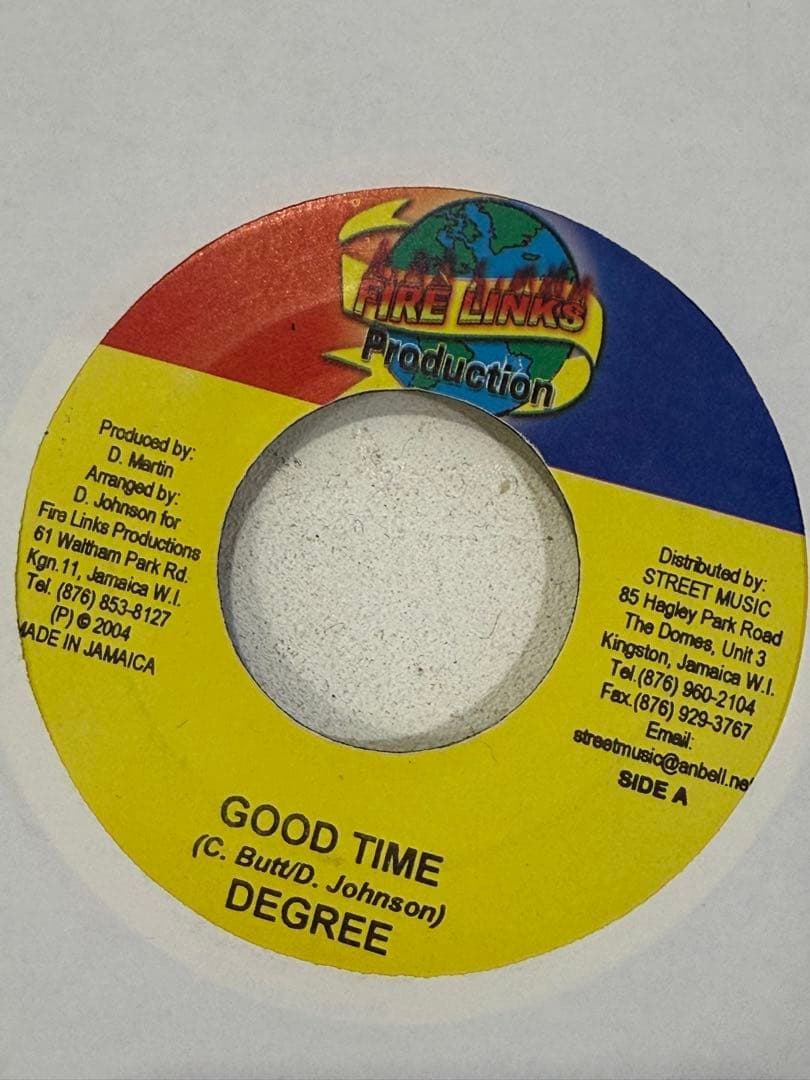 FIRE LINKS
Production
Produced by:
D. Martin
Arranged by:
D. Johnson for
Fire Links Productions
61 Waltham Park Rd.
Kgn.11, Jamaica W.I.
Tel. (876) 853-8127
(P) © 2004
MADE IN JAMAICA
Distributed by:
STREET MUSIC
85 Hagley Park Road
The Domes, Unit 3
Kingston, Jamaica W.I.
Tel.(876) 960-2104
Fax.(876) 929-3767
Email:
streetmusic@anbell.net
SIDE A
GOOD TIME
(C. Butt/D. Johnson)
DEGREE